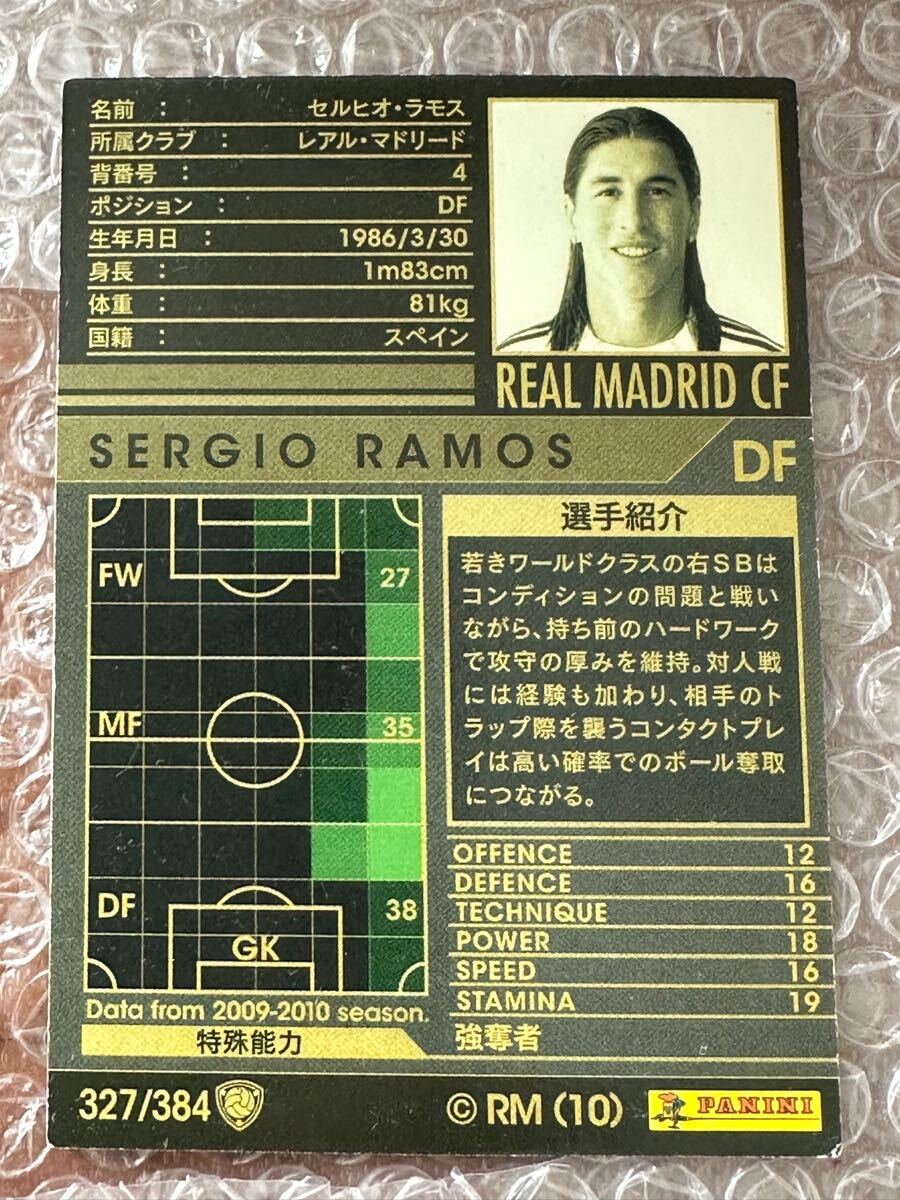 名前 : セルヒオ・ラモス
所属クラブ : レアル・マドリード
背番号 : 4
ポジション : DF
生年月日 : 1986/3/30
身長 : 1m83cm
体重 : 81kg
国籍 : スペイン
REAL MADRID CF
SERGIO RAMOS
DF
FW 27
MF 35
DF 38
GK
Data from 2009-2010 season.
選手紹介
若きワールドクラスの右SBは
コンディションの問題と戦い
ながら、持ち前のハードワーク
で攻守の厚みを維持。対人戦
には経験も加わり、相手のト
ラップ際を襲うコンタクトプレ
イは高い確率でのボール奪取
につながる。
OFFENCE 12
DEFENCE 16
TECHNIQUE 12
POWER 18
SPEED 16
STAMINA 19
特殊能力 強奪者
327/384
© RM (10)
PANINI